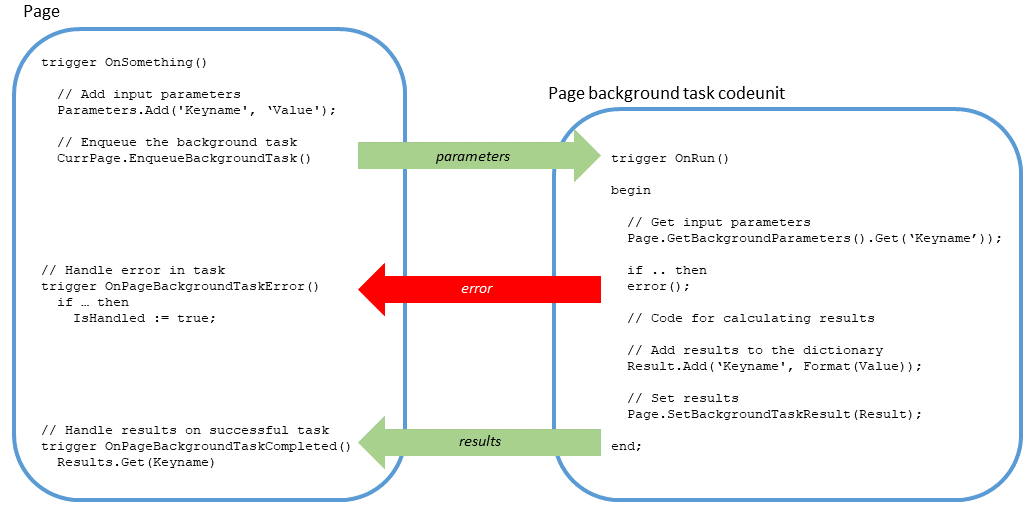 Page
trigger OnSomething()
// Add input parameters
Parameters.Add('Keyname', ‘Value');
// Enqueue the background task
CurrPage.EnqueueBackgroundTask()
// Handle error in task
trigger OnPageBackgroundTaskError()
if … then
IsHandled := true;
// Handle results on successful task
trigger OnPageBackgroundTaskCompleted()
Results.Get(Keyname)
parameters
error
results
Page background task codeunit
trigger OnRun()
begin
// Get input parameters
Page.GetBackgroundParameters().Get(‘Keyname’));
if .. then
error();
// Code for calculating results
// Add results to the dictionary
Result.Add(‘Keyname', Format(Value));
// Set results
Page.SetBackgroundTaskResult(Result);
end;